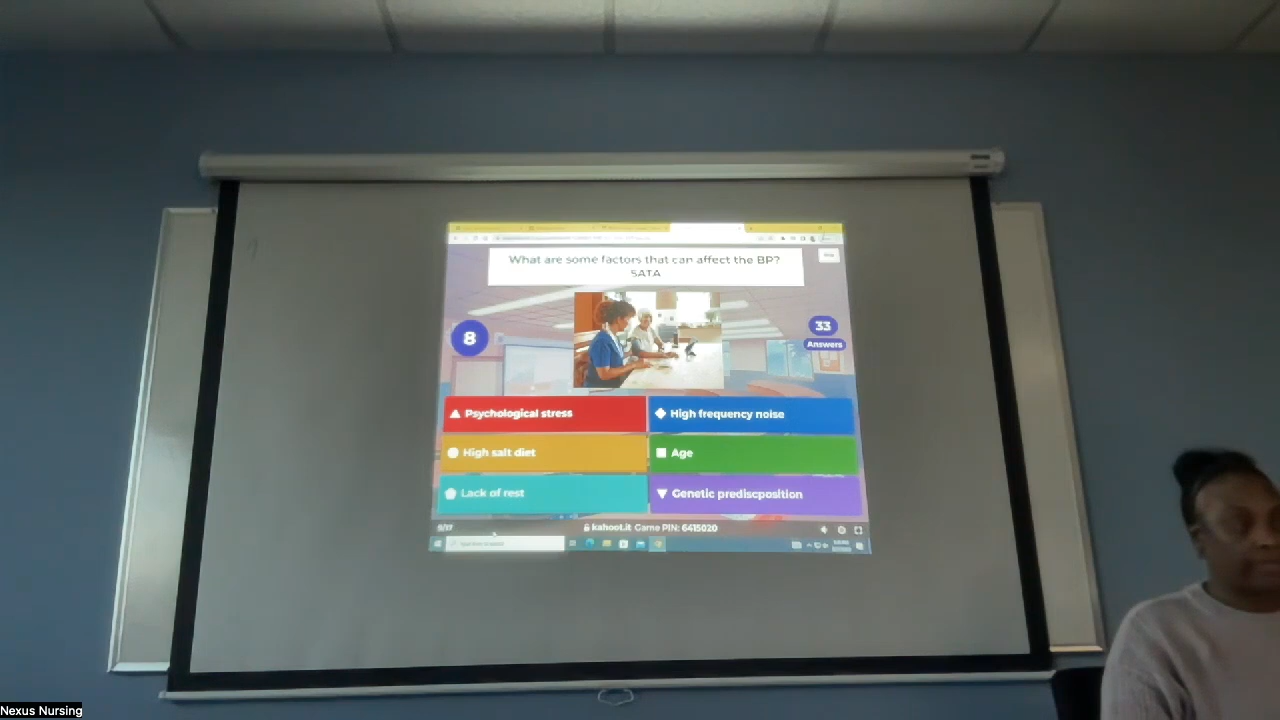 What are some factors that can affect the BP?
SATA
8
33
Answers
Psychological stress
High frequency noise
High salt diet
Age
Lack of rest
Genetic prediscposition
kahoot.it Game PIN: 6415020
Nexus Nursing